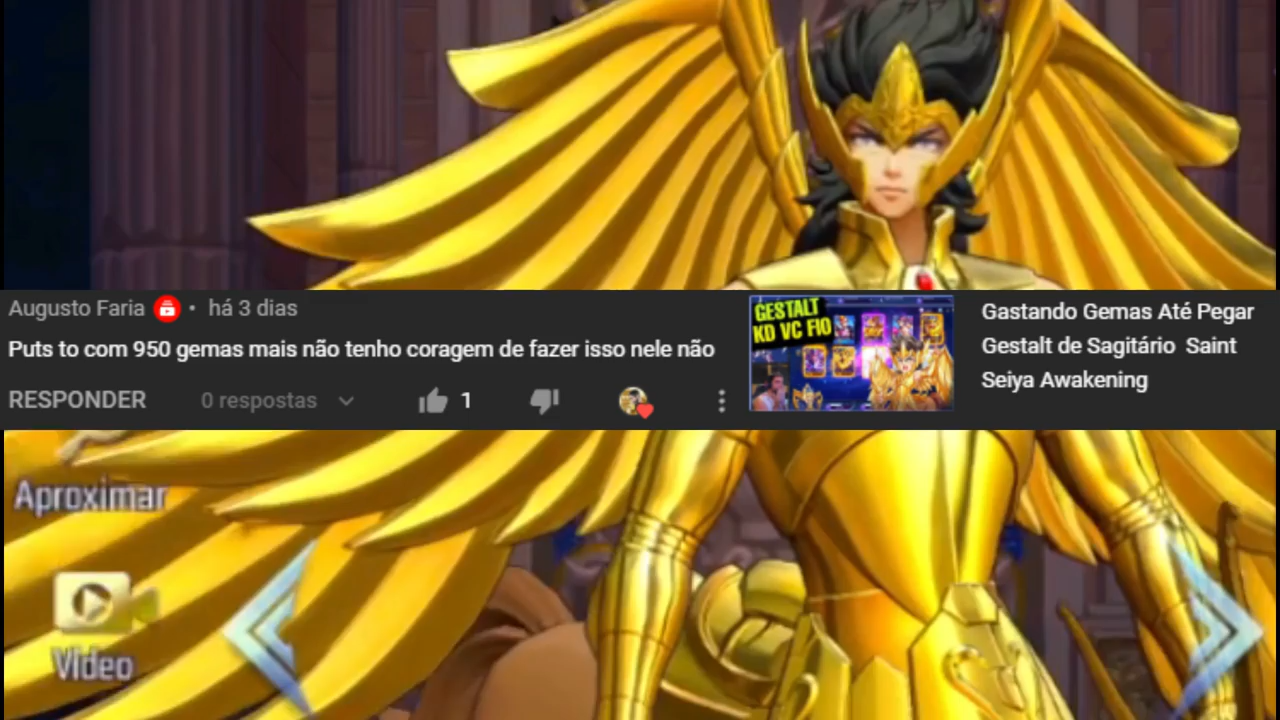 Augusto Faria • há 3 dias
Puts to com 950 gemas mais não tenho coragem de fazer isso nele não
RESPONDER 0 respostas 1
GESTALT
KD VC FIO
Gastando Gemas Até Pegar
Gestalt de Sagitário Saint
Seiya Awakening
Aproximar
Vídeo